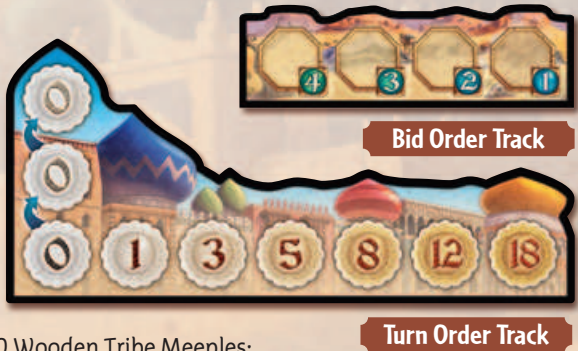 4 3 2 1
Bid Order Track
0
0
0 1 3 5 8 12 18
Turn Order Track
0 Wooden Tribe Meeples: